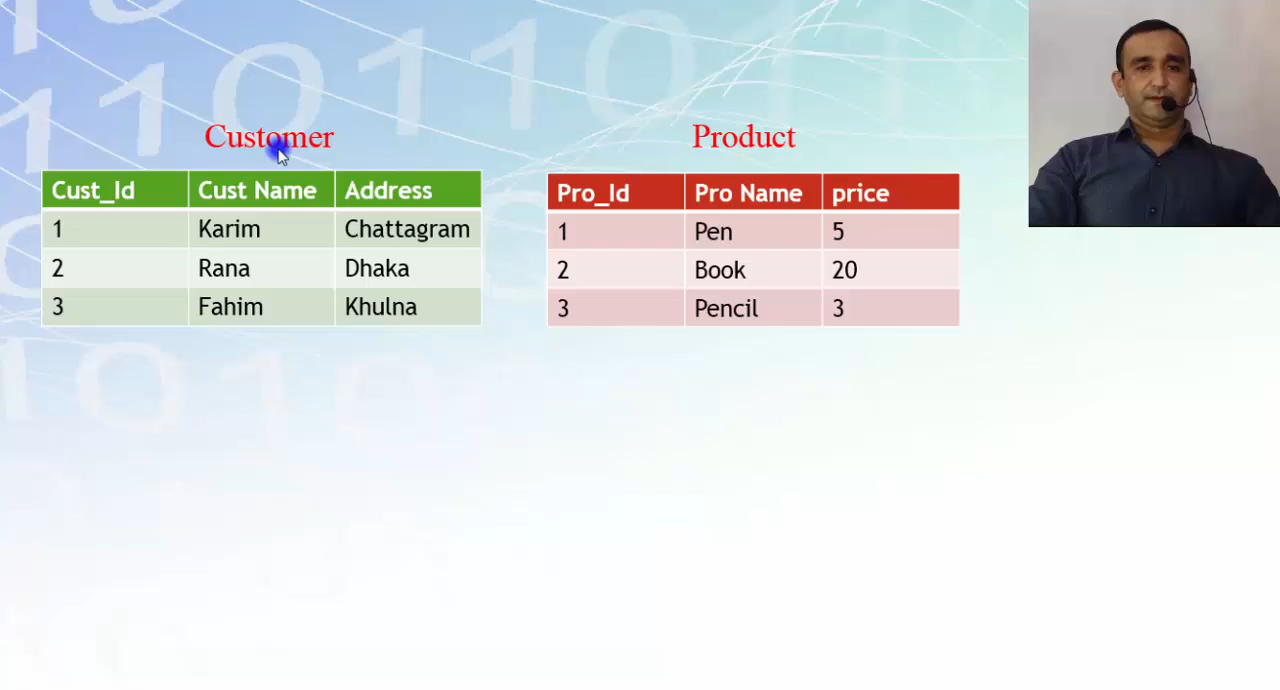 Customer
Cust_Id Cust Name Address
1 Karim Chattagram
2 Rana Dhaka
3 Fahim Khulna
Product
Pro_Id Pro Name price
1 Pen 5
2 Book 20
3 Pencil 3